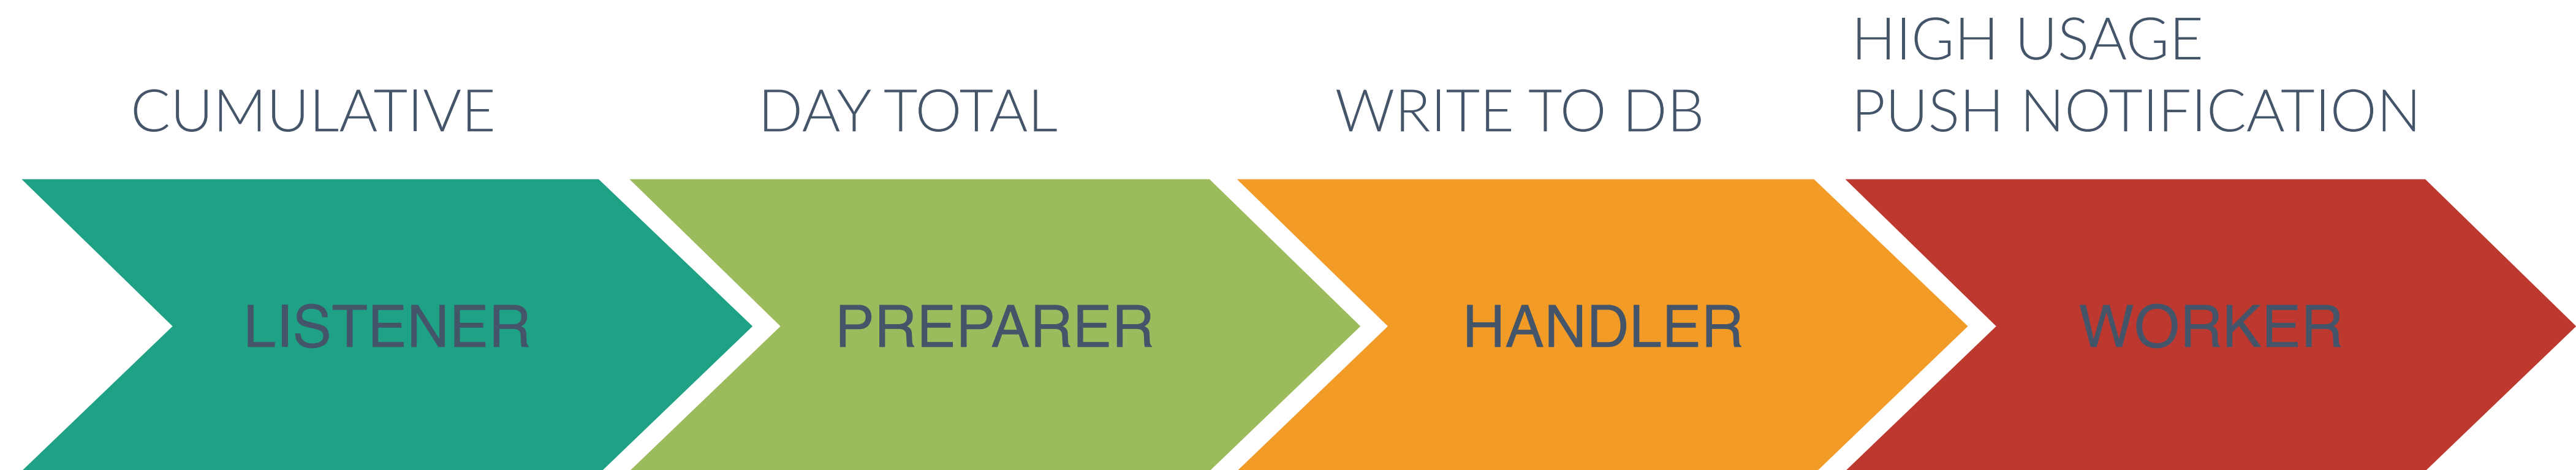 CUMULATIVE
DAY TOTAL
WRITE TO DB
HIGH USAGE
PUSH NOTIFICATION
LISTENER
PREPARER
HANDLER
WORKER